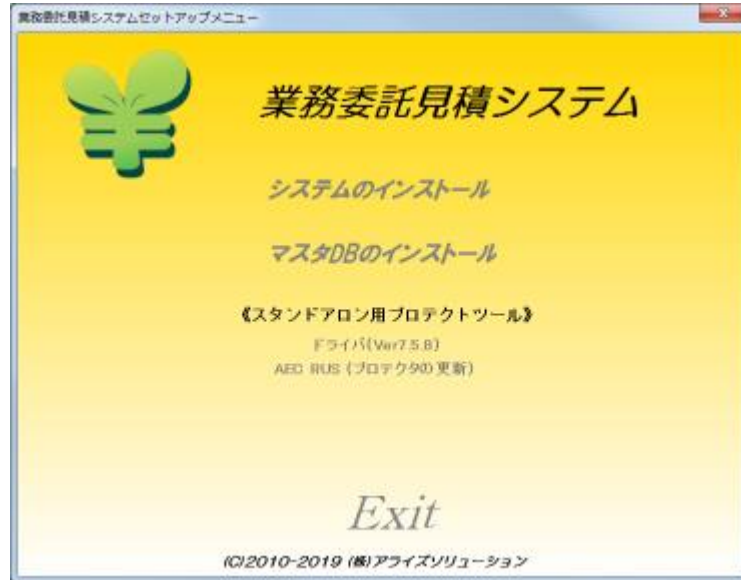 業務委託見積システムセットアップメニュー
業務委託見積システム
システムのインストール
マスタDBのインストール
《スタンドアロン用プロテクトツール》
ドライバ(Ver7.5.8)
AEC RUS (プロテクタの更新)
Exit
(C)2010-2019 (株)アライズソリューション